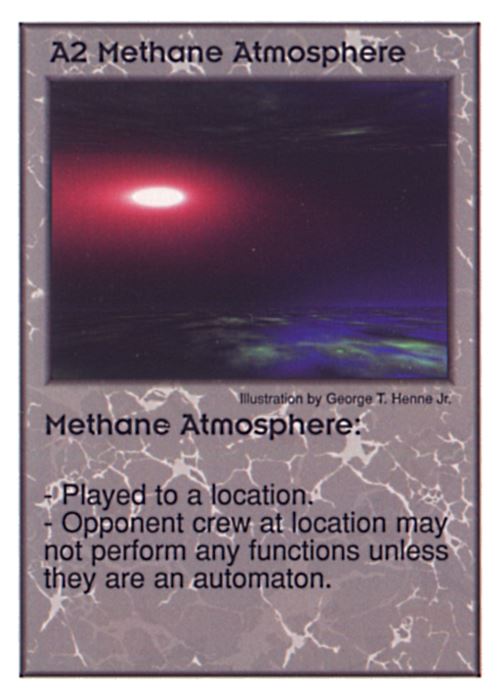 A2 Methane Atmosphere
Illustration by George T. Henne Jr.
Methane Atmosphere:
- Played to a location.
- Opponent crew at location may
not perform any functions unless
they are an automaton.